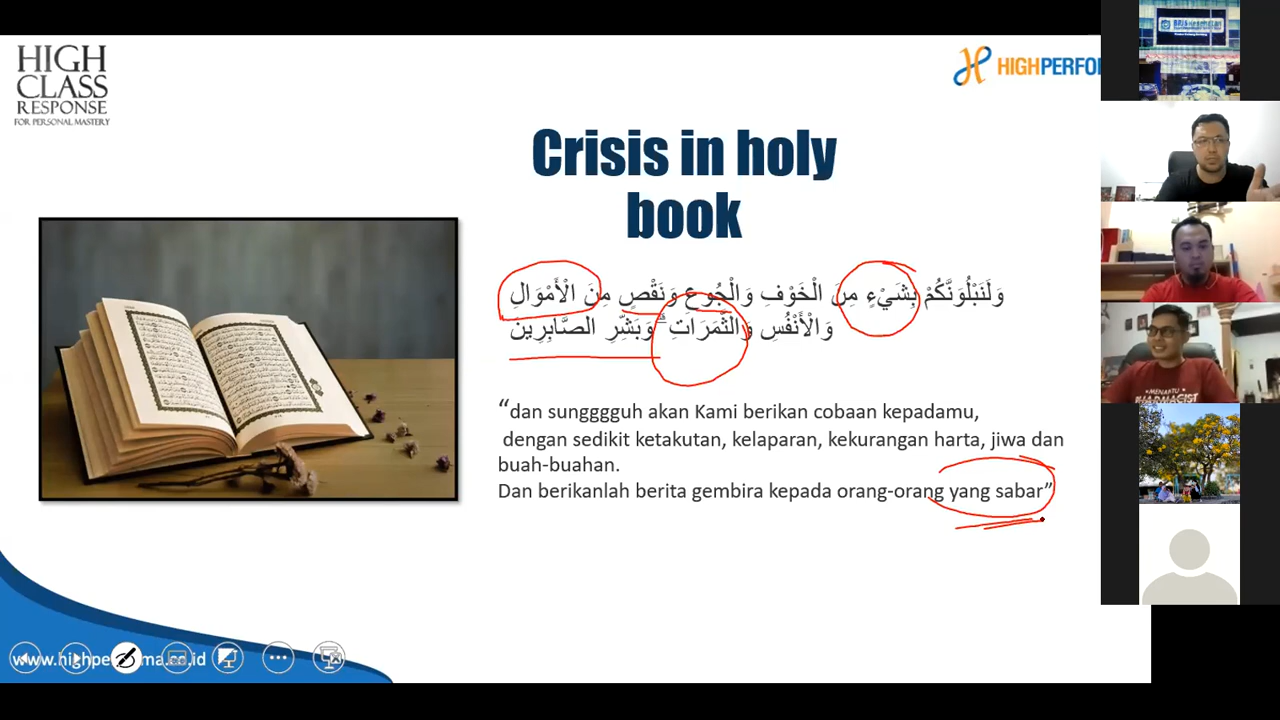 HIGH
CLASS
RESPONSE
FOR PERSONAL MASTERY
HIGHPERFO
Crisis in holy
book
وَلَنَبْلُوَنَّكُمْ بِشَيْءٍ مِنَ الْخَوْفِ وَالْجُوعِ وَنَقْصٍ مِنَ الْأَمْوَالِ
وَالْأَنْفُسِ وَالثَّمَرَاتِ ۗ وَبَشِّرِ الصَّابِرِينَ
“dan sungggguh akan Kami berikan cobaan kepadamu,
dengan sedikit ketakutan, kelaparan, kekurangan harta, jiwa dan
buah-buahan.
Dan berikanlah berita gembira kepada orang-orang yang sabar”
MENANTU
PHARMACIST